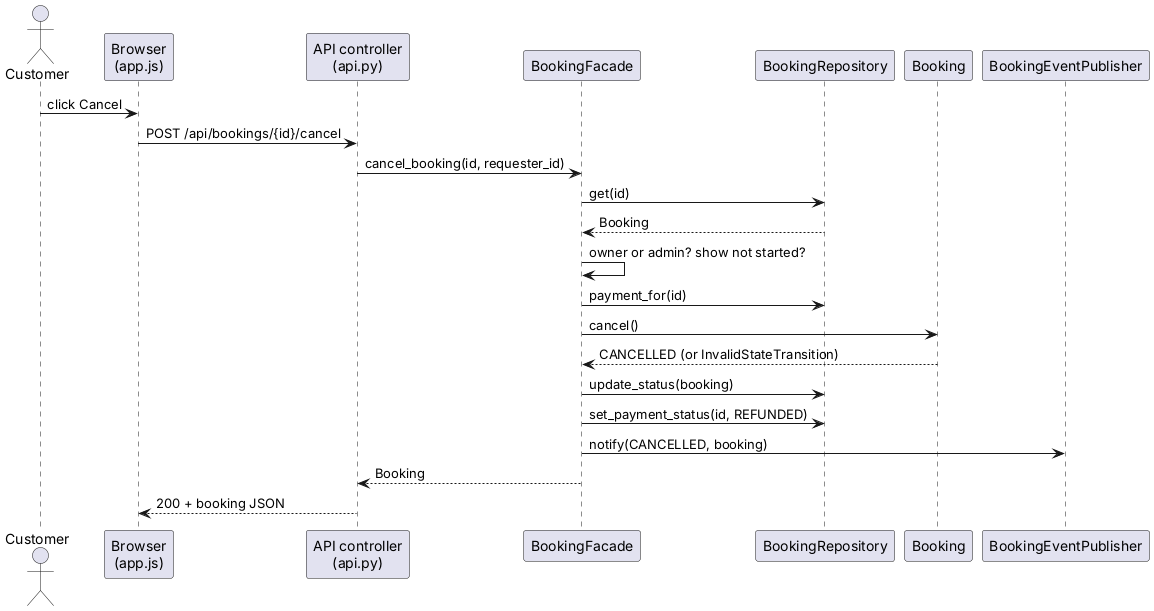 Customer
Browser
(app.js)
API controller
(api.py)
BookingFacade
BookingRepository
Booking
BookingEventPublisher
click Cancel
POST /api/bookings/{id}/cancel
cancel_booking(id, requester_id)
get(id)
Booking
owner or admin? show not started?
payment_for(id)
cancel()
CANCELLED (or InvalidStateTransition)
update_status(booking)
set_payment_status(id, REFUNDED)
notify(CANCELLED, booking)
Booking
200 + booking JSON
Customer
Browser
(app.js)
API controller
(api.py)
BookingFacade
BookingRepository
Booking
BookingEventPublisher